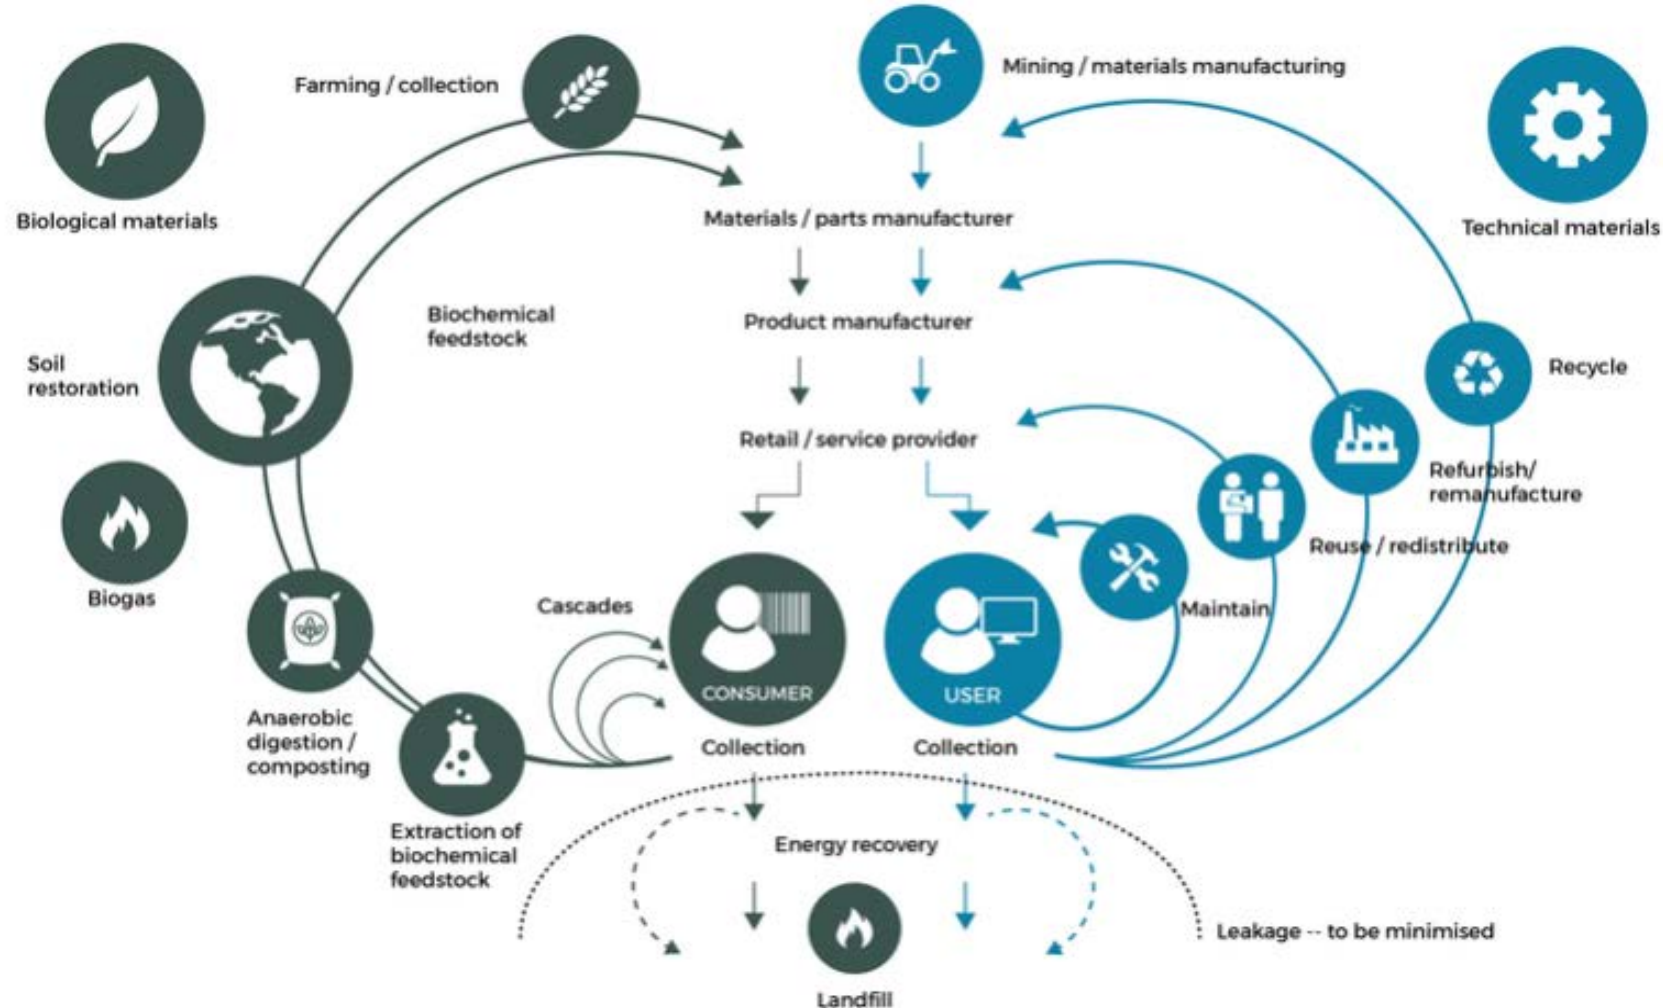 Farming / collection
Mining / materials manufacturing
Biological materials
Materials / parts manufacturer
Technical materials
Biochemical
feedstock
Product manufacturer
Soil
restoration
Recycle
Retail / service provider
Refurbish/
remanufacture
Reuse / redistribute
Biogas
Cascades
Maintain
CONSUMER
USER
Anaerobic
digestion /
composting
Collection
Collection
Extraction of
biochemical
feedstock
Energy recovery
Leakage -- to be minimised
Landfill